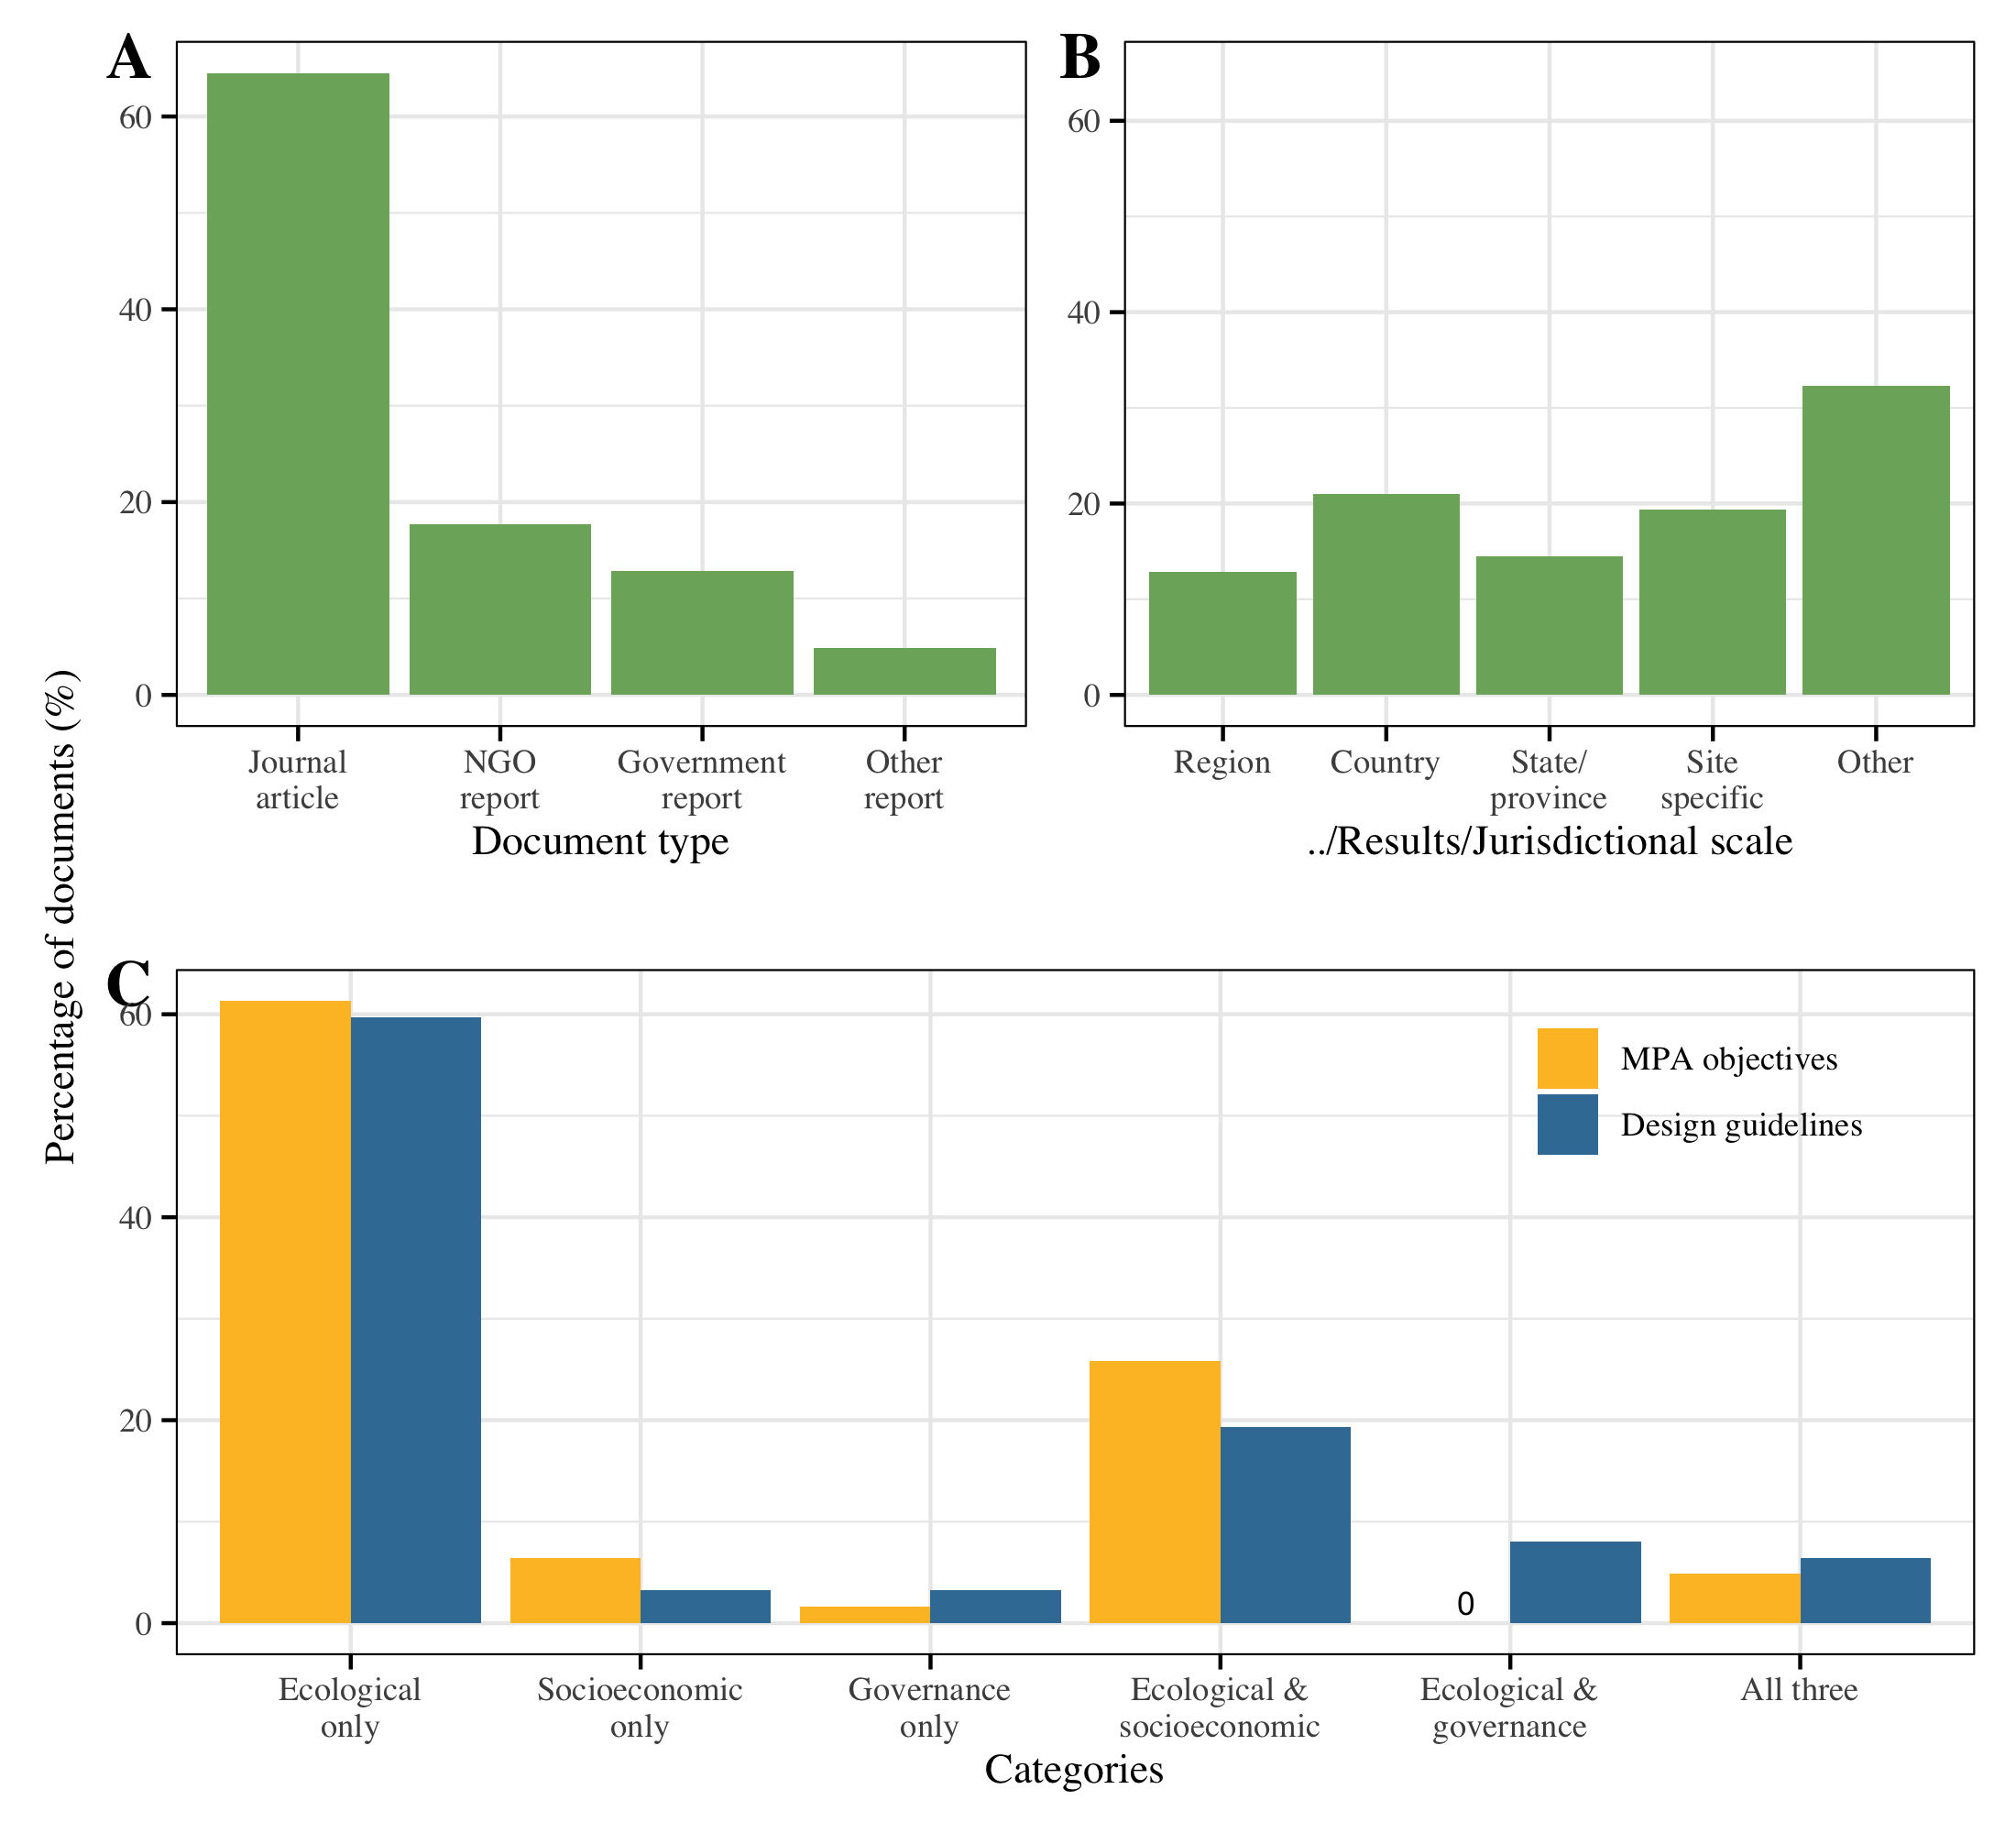 Percentage of documents (%)
A
60
40
20
0
Journal
article
NGO
report
Government
report
Other
report
Document type
B
60
40
20
0
Region
Country
State/
province
Site
specific
Other
../Results/Jurisdictional scale
C
60
40
20
0
MPA objectives
Design guidelines
0
Ecological
only
Socioeconomic
only
Governance
only
Ecological &
socioeconomic
Ecological &
governance
All three
Categories